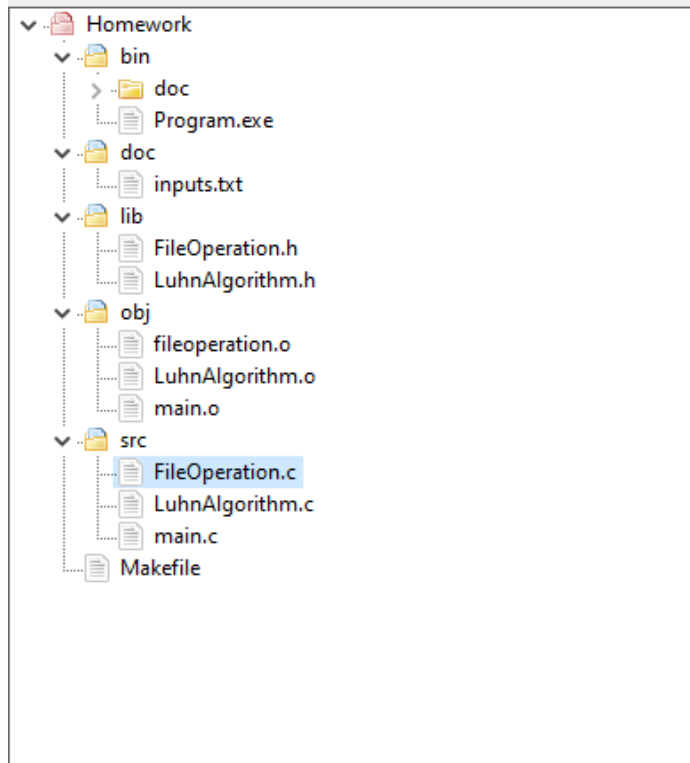 Homework
bin
doc
Program.exe
doc
inputs.txt
lib
FileOperation.h
LuhnAlgorithm.h
obj
fileoperation.o
LuhnAlgorithm.o
main.o
src
FileOperation.c
LuhnAlgorithm.c
main.c
Makefile